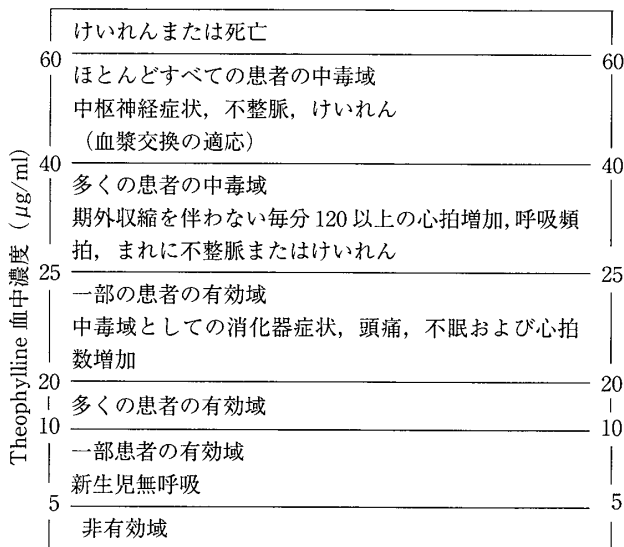 けいれんまたは死亡
60 60
ほとんどすべての患者の中毒域
中枢神経症状，不整脈，けいれん
（血漿交換の適応）
40 40
多くの患者の中毒域
期外収縮を伴わない毎分120以上の心拍増加，呼吸頻
拍，まれに不整脈またはけいれん
25 25
一部の患者の有効域
中毒域としての消化器症状，頭痛，不眠および心拍
数増加
20 20
多くの患者の有効域
10 10
一部患者の有効域
新生児無呼吸
5 5
非有効域
Theophylline 血中濃度（μg/ml）